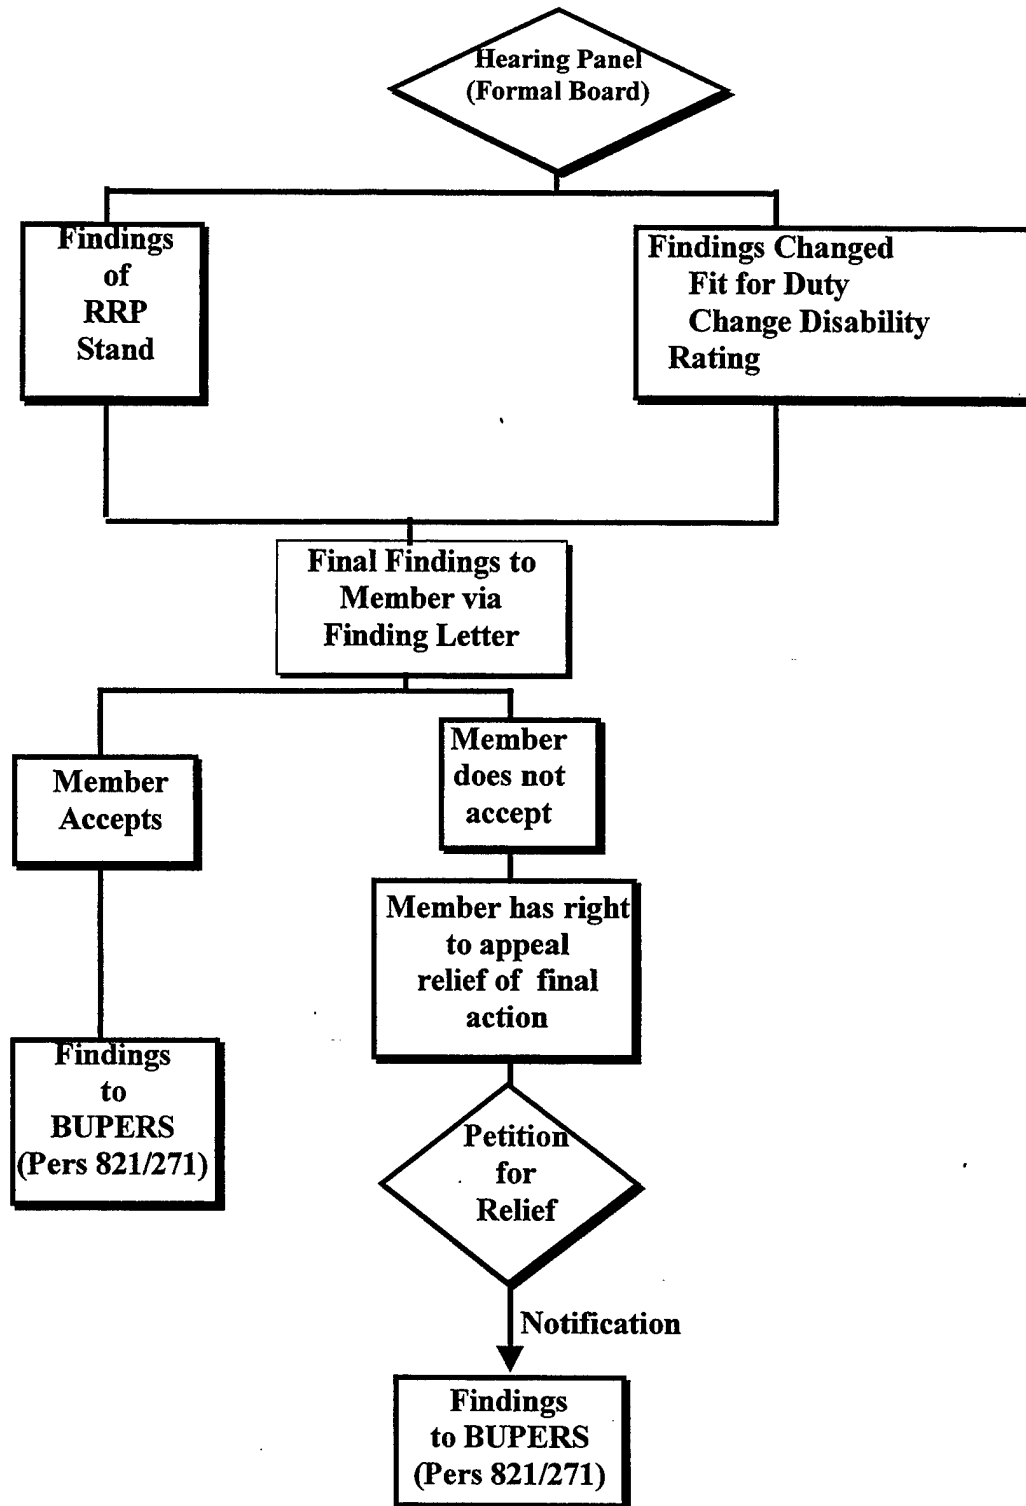 Hearing Panel
(Formal Board)
Findings
of
RRP
Stand
Findings Changed
Fit for Duty
Change Disability
Rating
Final Findings to
Member via
Finding Letter
Member
Accepts
Member
does not
accept
Member has right
to appeal
relief of final
action
Findings
to
BUPERS
(Pers 821/271)
Petition
for
Relief
Notification
Findings
to BUPERS
(Pers 821/271)